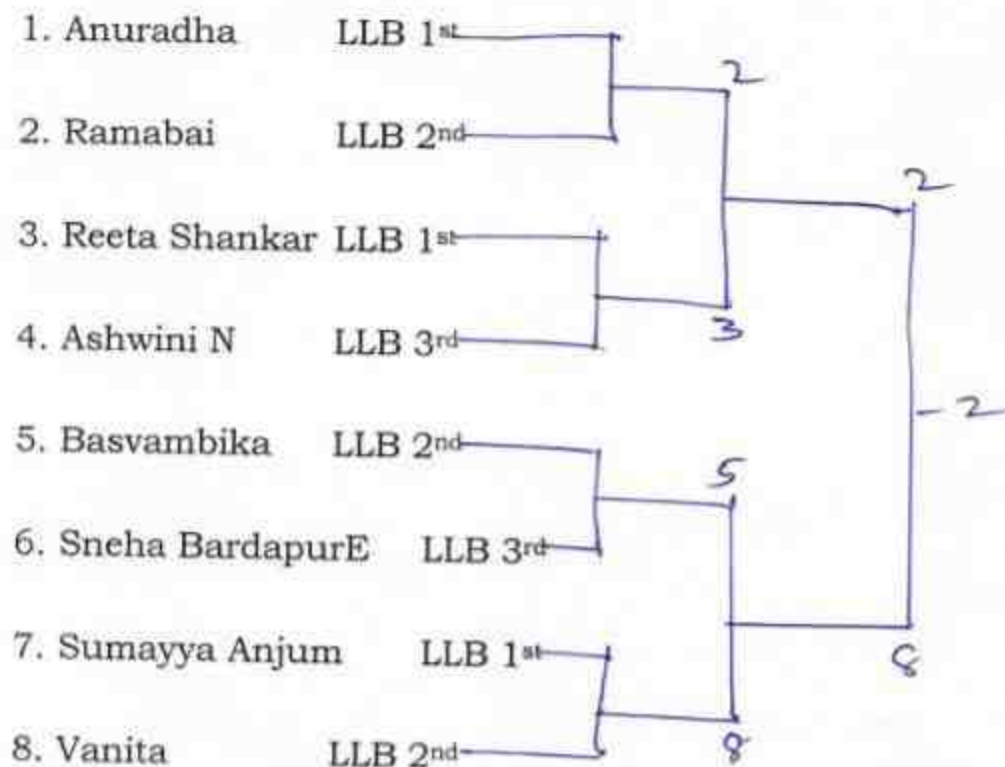 1. Anuradha LLB 1st
2
2. Ramabai LLB 2nd
2
3. Reeta Shankar LLB 1st
4. Ashwini N LLB 3rd
3
- 2
5. Basvambika LLB 2nd
5
6. Sneha BardapurE LLB 3rd
7. Sumayya Anjum LLB 1st
8
8. Vanita LLB 2nd
8